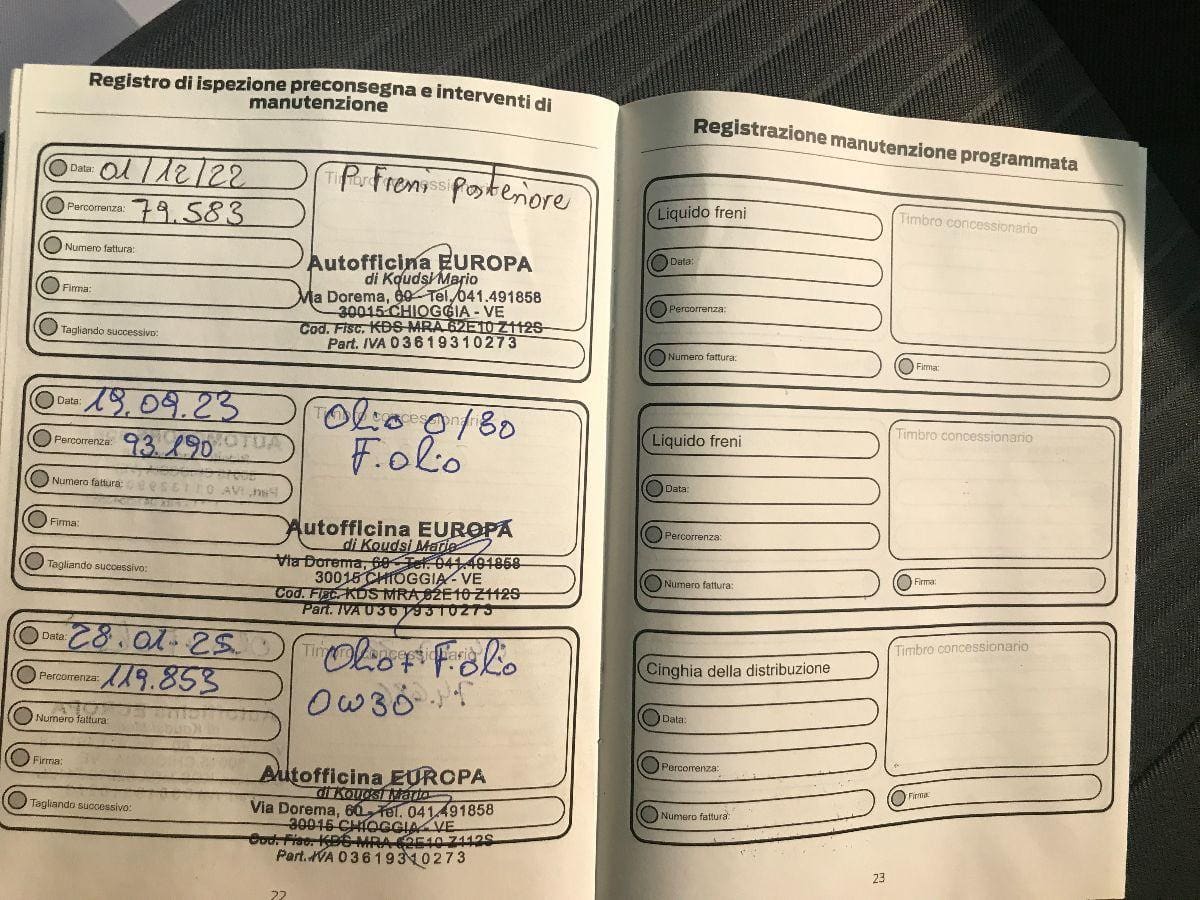 Registro di ispezione preconsegna e interventi di
manutenzione
Data: 01/12/22
Percorrenza: 79.583
Numero fattura:
Firma:
Tagliando successivo:
Timbro concessionario
P. Freni posteriore
Autofficina EUROPA
di Koudsi Mario
Via Dorema, 60 - Tel. 041.491858
30015 CHIOGGIA - VE
Cod. Fisc. KDS MRA 62E10 Z112S
Part. IVA 03619310273
Data: 19.09.23
Percorrenza: 93.190
Numero fattura:
Firma:
Tagliando successivo:
Timbro concessionario
Olio 0/30
F. olio
Autofficina EUROPA
di Koudsi Mario
Via Dorema, 60 - Tel. 041.491858
30015 CHIOGGIA - VE
Cod. Fisc. KDS MRA 62E10 Z112S
Part. IVA 03619310273
Data: 28.01-25.
Percorrenza: 119.853
Numero fattura:
Firma:
Tagliando successivo:
Timbro concessionario
Olio + F. olio
0w30
Autofficina EUROPA
di Koudsi Mario
Via Dorema, 60 - Tel. 041.491858
30015 CHIOGGIA - VE
Cod. Fisc. KDS MRA 62E10 Z112S
Part. IVA 03619310273
22
Registrazione manutenzione programmata
Liquido freni
Data:
Percorrenza:
Numero fattura:
Timbro concessionario
Firma:
Liquido freni
Data:
Percorrenza:
Numero fattura:
Timbro concessionario
Firma:
Cinghia della distribuzione
Data:
Percorrenza:
Numero fattura:
Timbro concessionario
Firma:
23